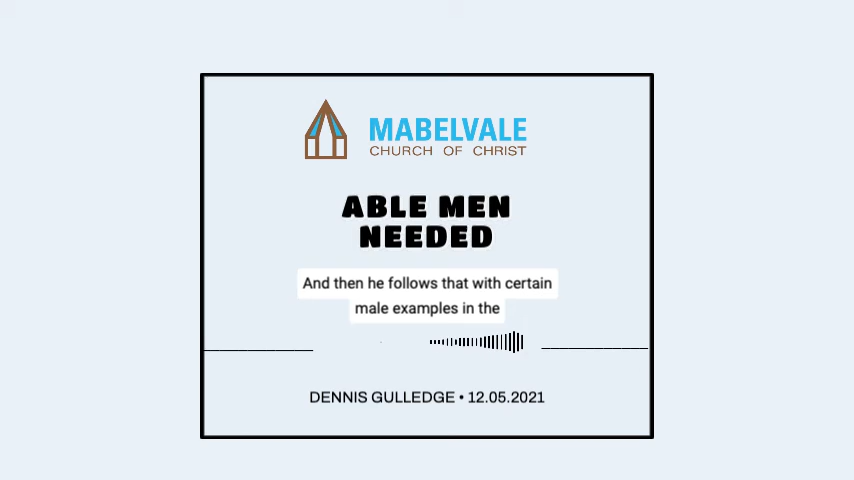 MABELVALE
CHURCH OF CHRIST
ABLE MEN
NEEDED
And then he follows that with certain
male examples in the
DENNIS GULLEDGE • 12.05.2021